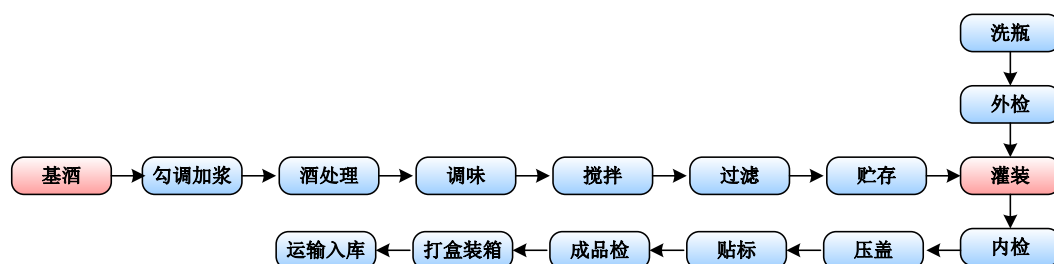 洗瓶
外检
基酒
勾调加浆
酒处理
调味
搅拌
过滤
贮存
灌装
运输入库
打盒装箱
成品检
贴标
压盖
内检